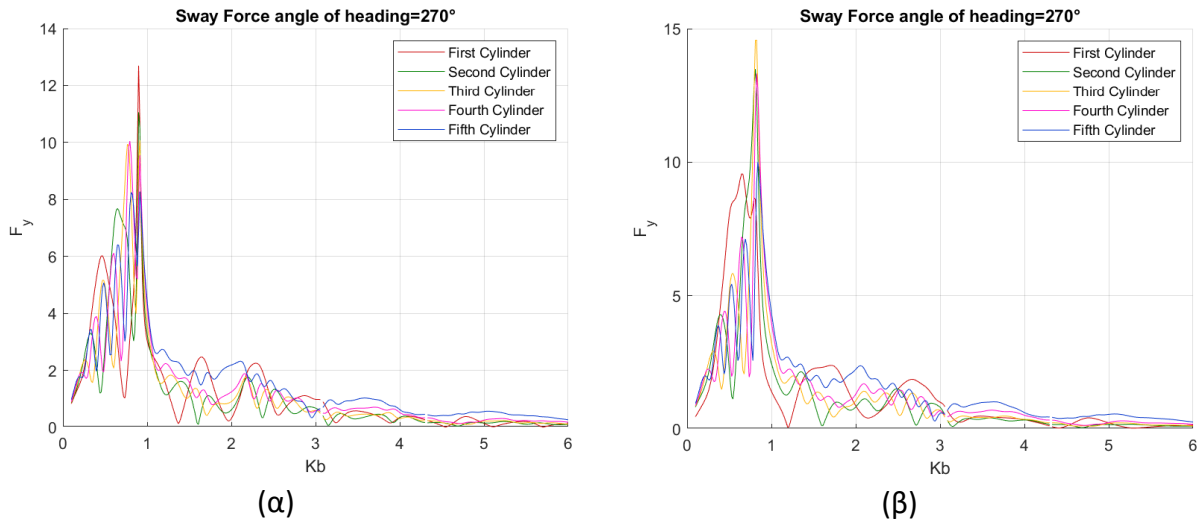 Sway Force angle of heading=270°
14
12
10
8
6
4
2
0
F_y
First Cylinder
Second Cylinder
Third Cylinder
Fourth Cylinder
Fifth Cylinder
0 1 2 3 4 5 6
Kb
(α)
Sway Force angle of heading=270°
15
10
5
0
F_y
First Cylinder
Second Cylinder
Third Cylinder
Fourth Cylinder
Fifth Cylinder
0 1 2 3 4 5 6
Kb
(β)